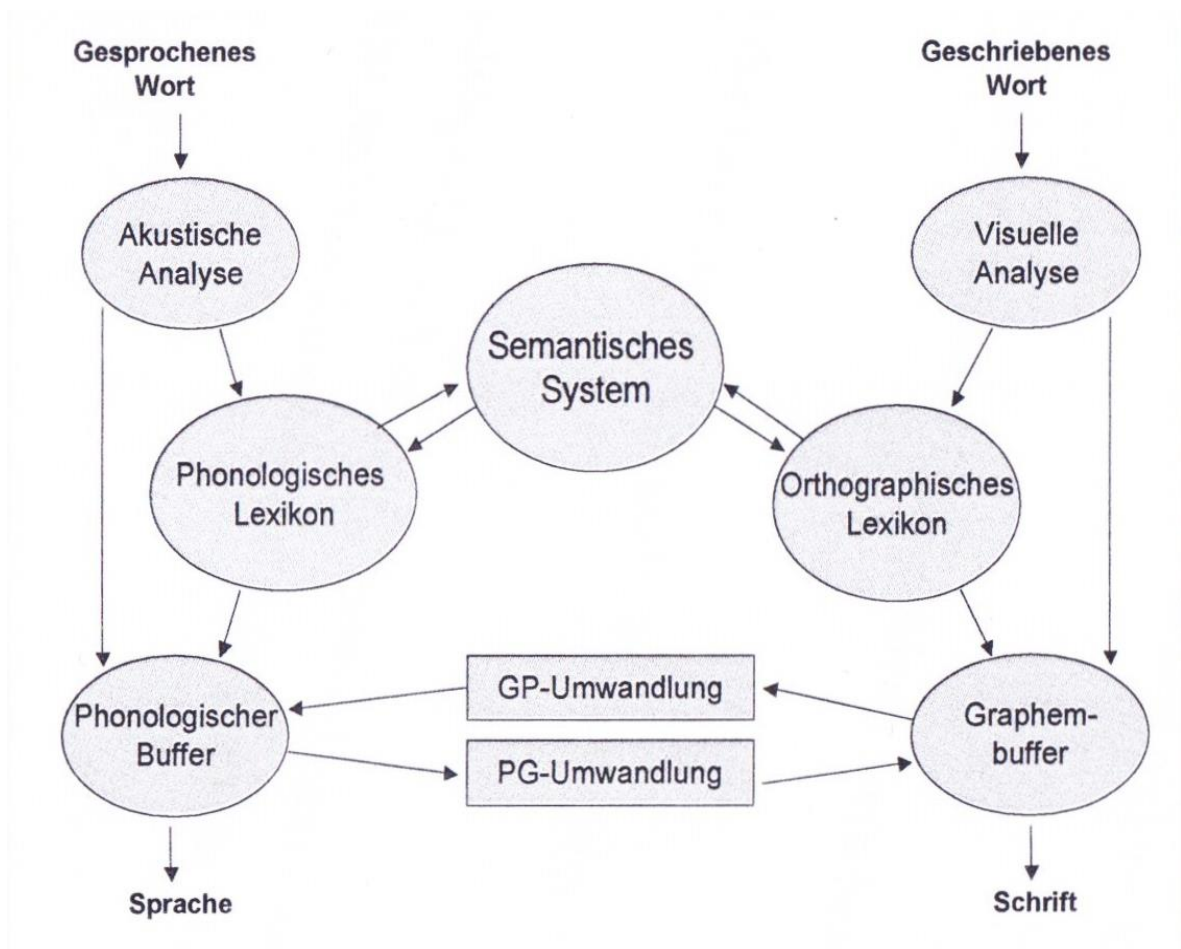 Gesprochenes
Wort
Geschriebenes
Wort
Akustische
Analyse
Visuelle
Analyse
Semantisches
System
Phonologisches
Lexikon
Orthographisches
Lexikon
GP-Umwandlung
Phonologischer
Buffer
Graphem-
buffer
PG-Umwandlung
Sprache
Schrift